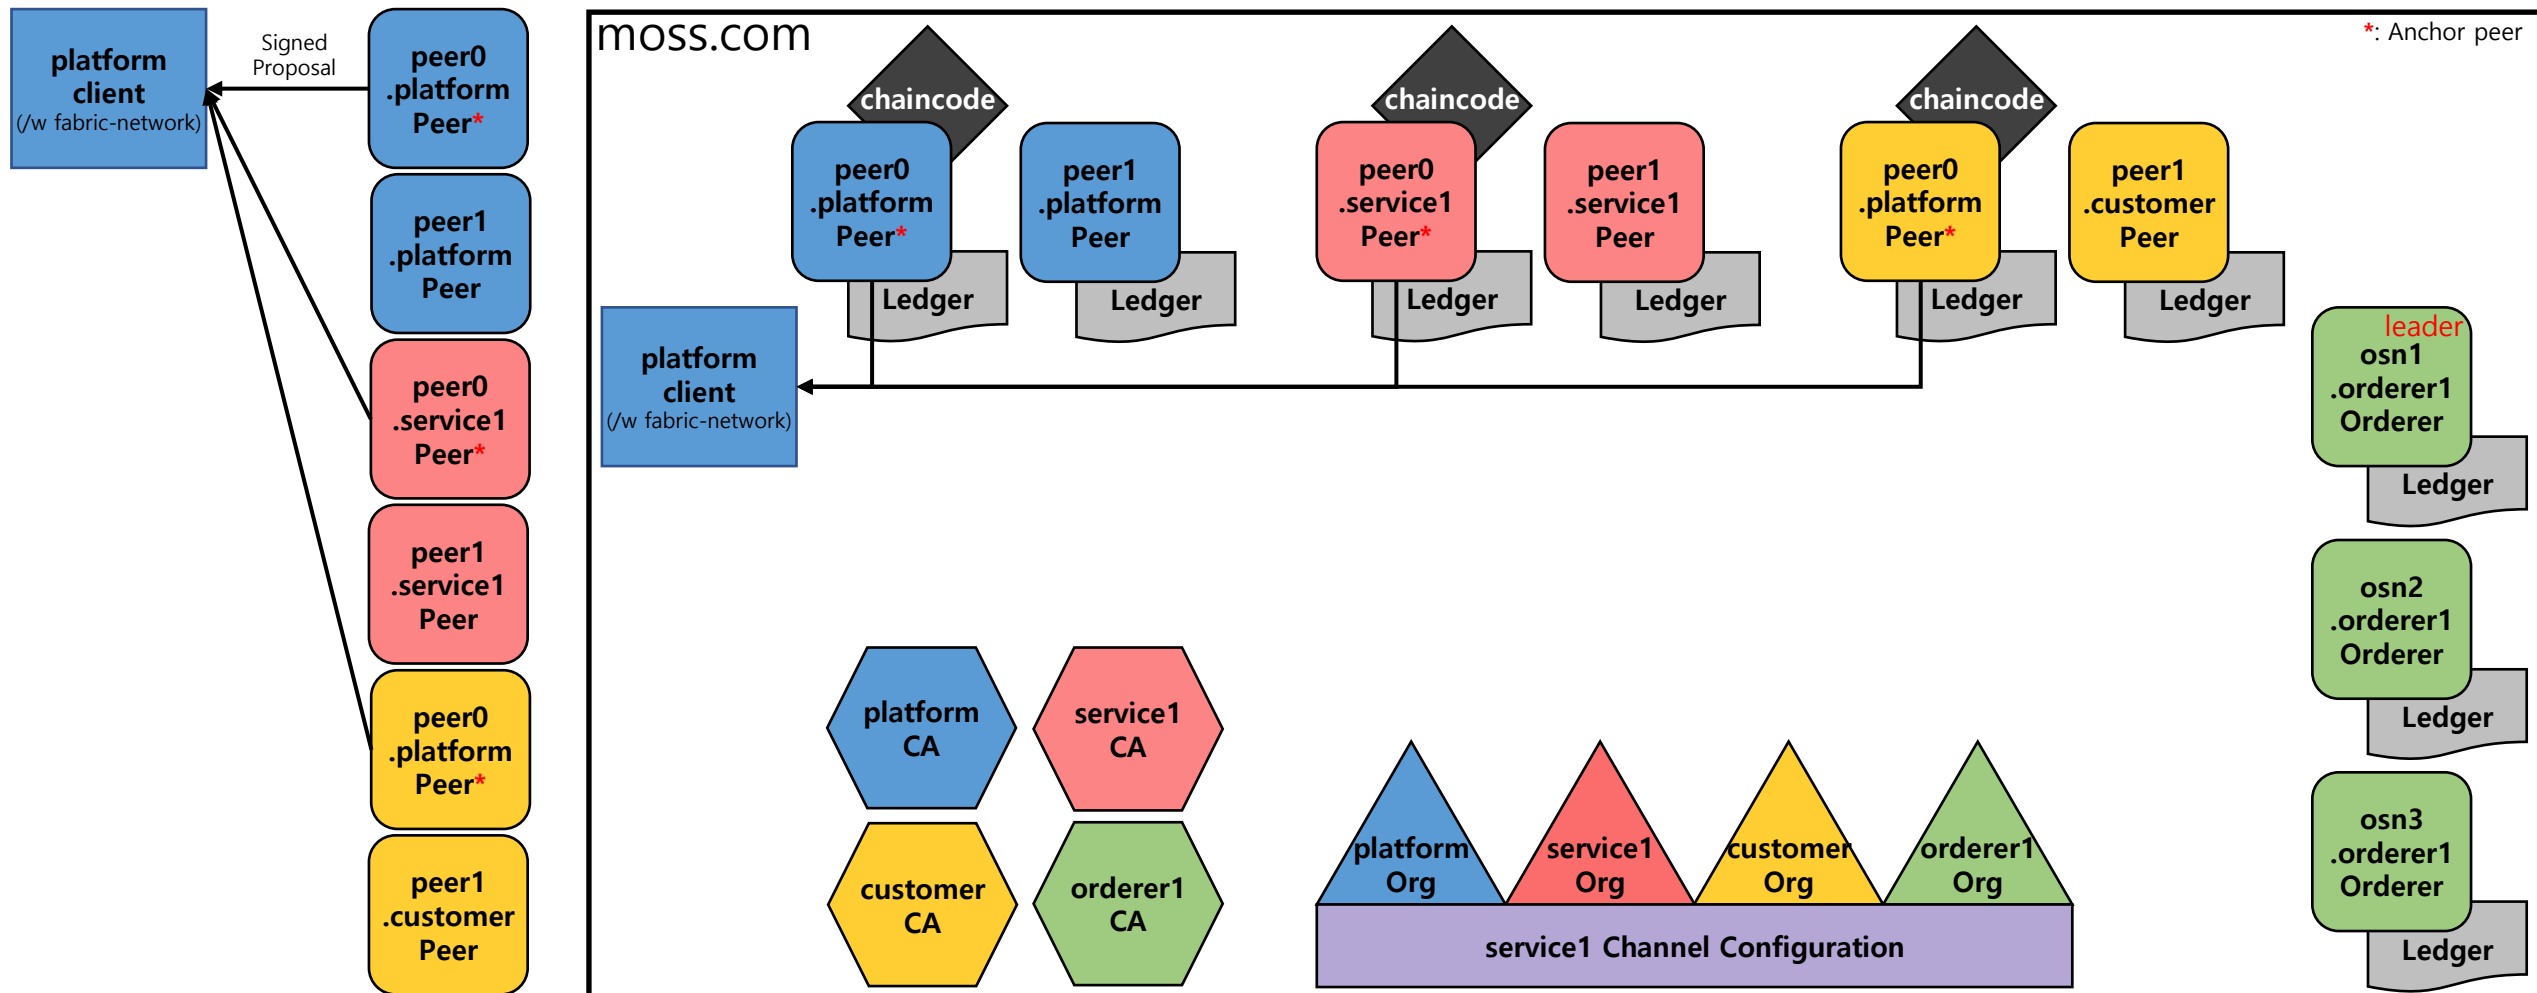 platform
client
(/w fabric-network)
Signed
Proposal
peer0
.platform
Peer*
peer1
.platform
Peer
peer0
.service1
Peer*
peer1
.service1
Peer
peer0
.platform
Peer*
peer1
.customer
Peer
moss.com
*: Anchor peer
chaincode
peer0
.platform
Peer*
Ledger
peer1
.platform
Peer
Ledger
chaincode
peer0
.service1
Peer*
Ledger
peer1
.service1
Peer
Ledger
chaincode
peer0
.platform
Peer*
Ledger
peer1
.customer
Peer
Ledger
platform
client
(/w fabric-network)
leader
osn1
.orderer1
Orderer
Ledger
osn2
.orderer1
Orderer
Ledger
osn3
.orderer1
Orderer
Ledger
platform
CA
service1
CA
customer
CA
orderer1
CA
platform
Org
service1
Org
customer
Org
orderer1
Org
service1 Channel Configuration